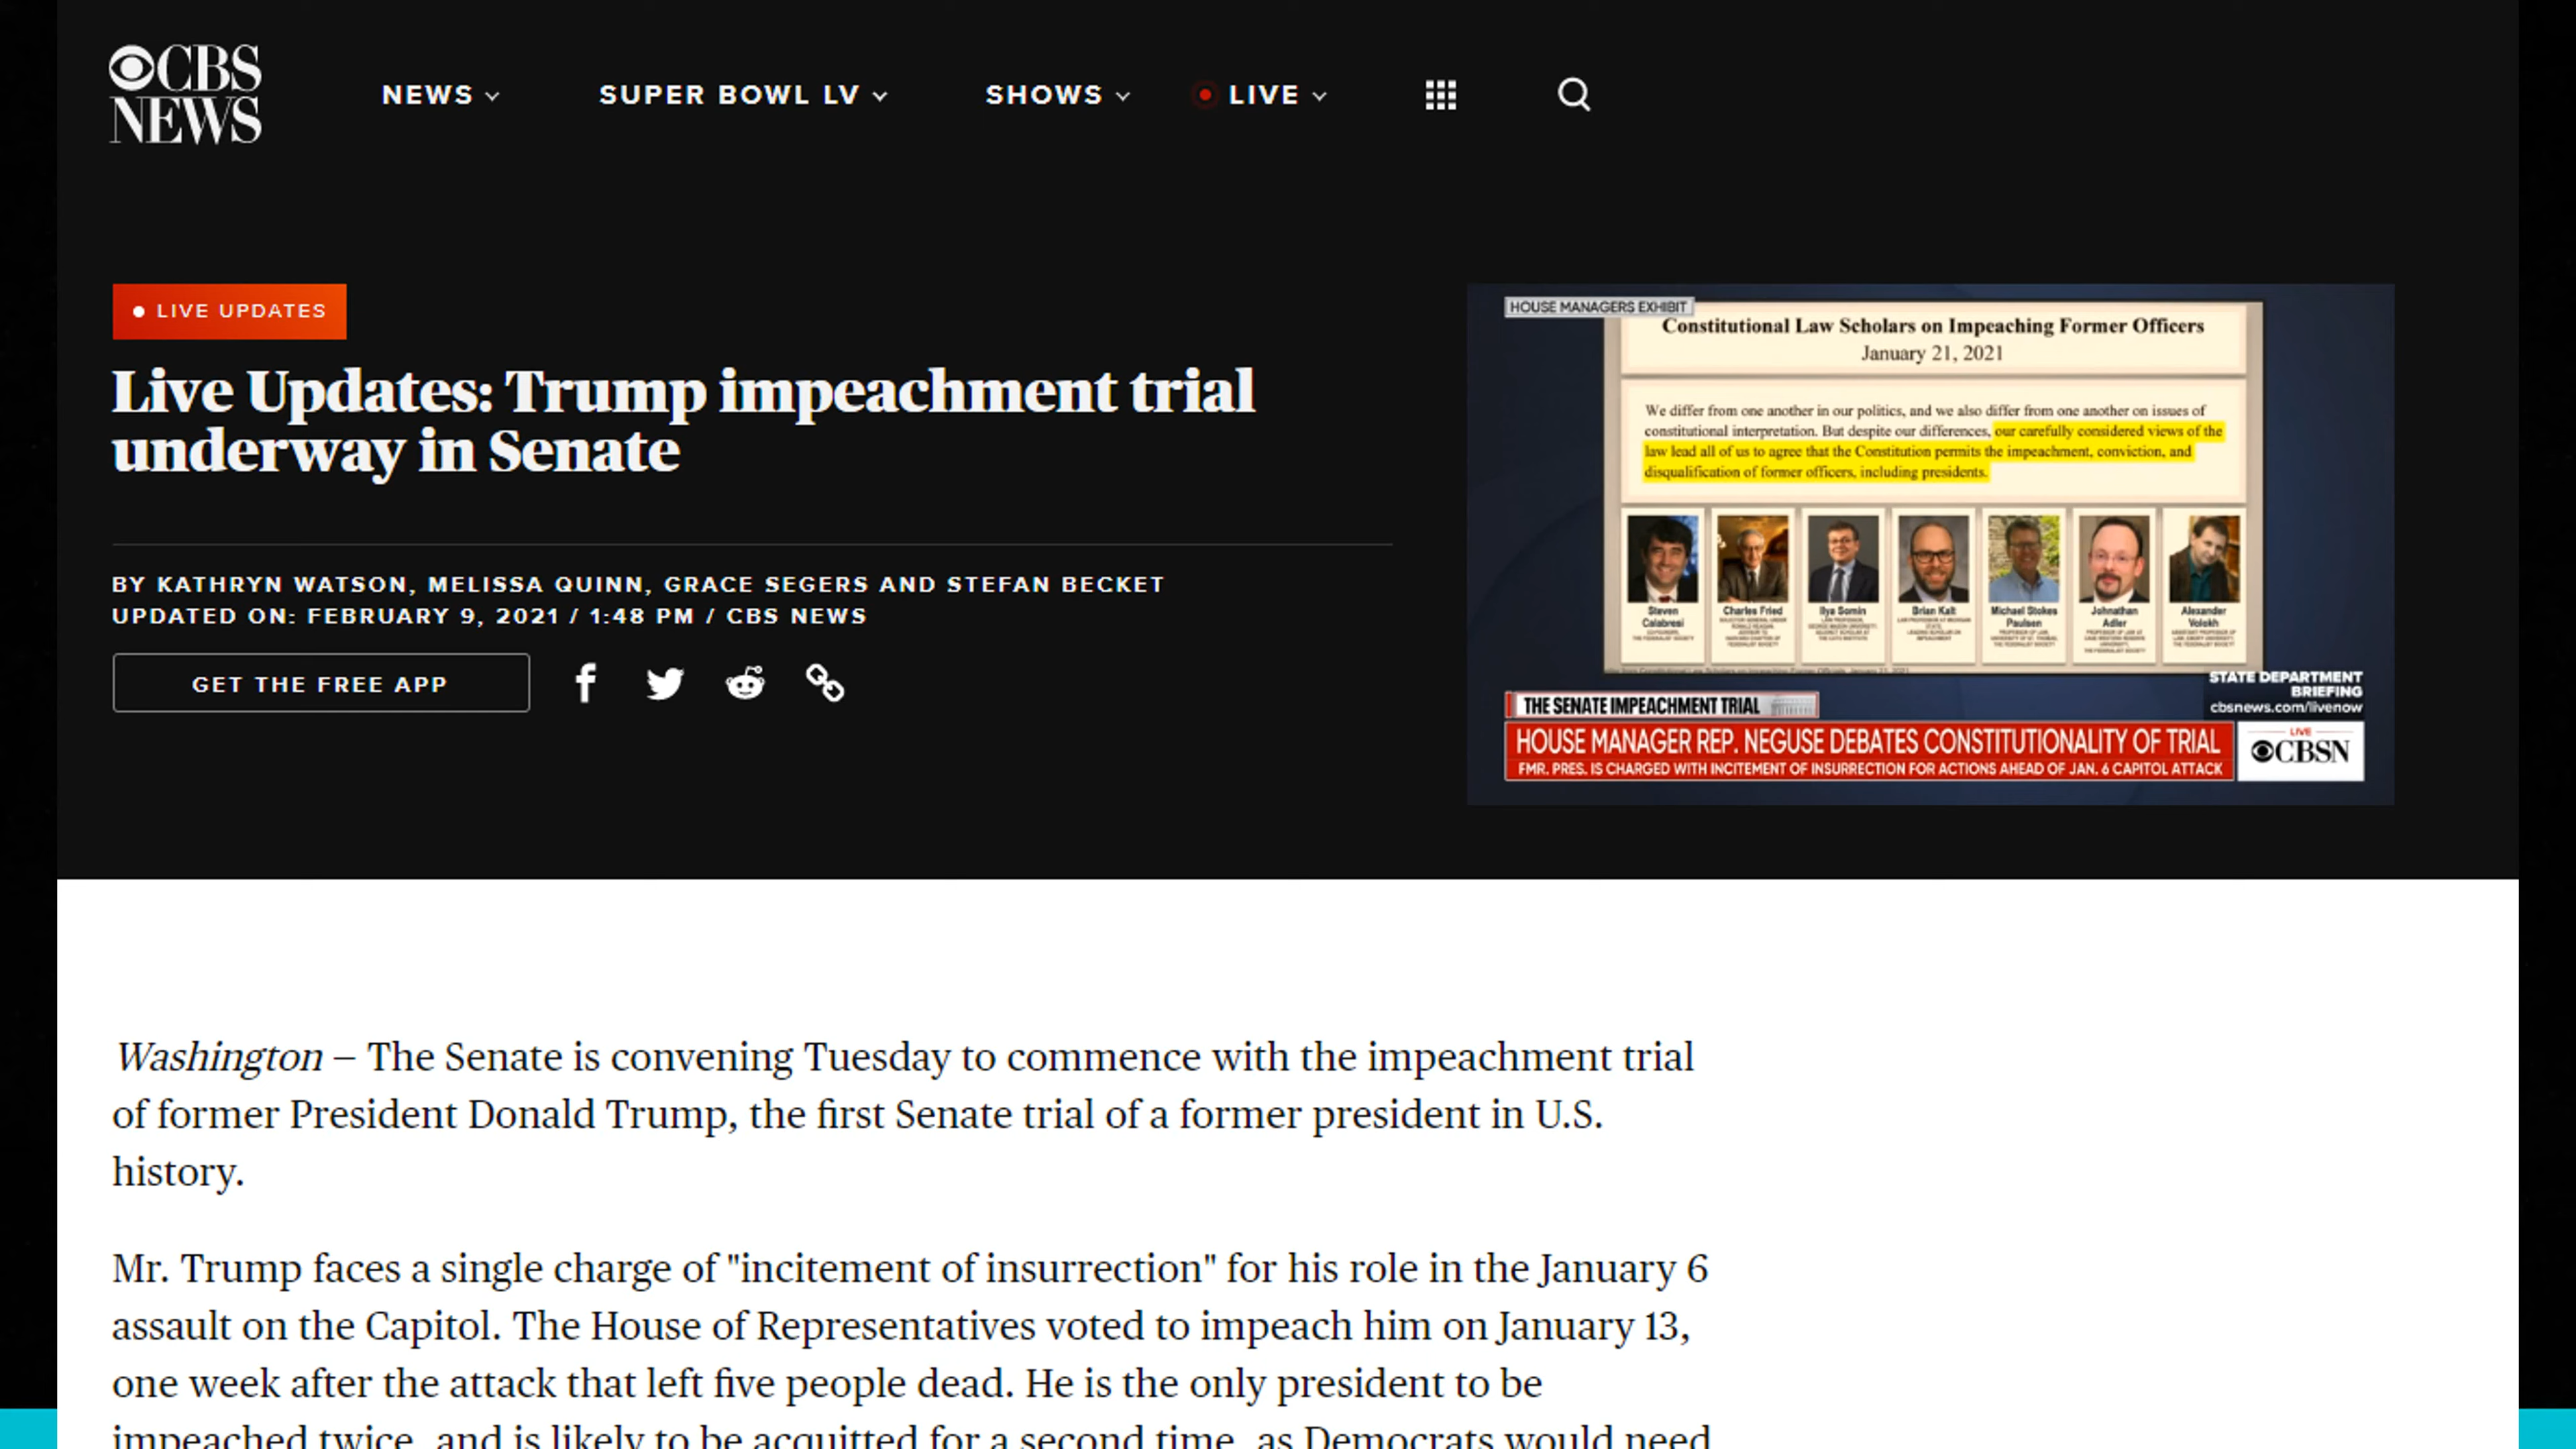 CBS
NEWS
NEWS
SUPER BOWL LV
SHOWS
LIVE
LIVE UPDATES
Live Updates: Trump impeachment trial
underway in Senate
BY KATHRYN WATSON, MELISSA QUINN, GRACE SEGERS AND STEFAN BECKET
UPDATED ON: FEBRUARY 9, 2021 / 1:48 PM / CBS NEWS
GET THE FREE APP
HOUSE MANAGERS EXHIBIT
Constitutional Law Scholars on Impeaching Former Officers
January 21, 2021
We differ from one another in our politics, and we also differ from one another on issues of
constitutional interpretation. But despite our differences, our carefully considered views of the
law lead all of us to agree that the Constitution permits the impeachment, conviction, and
disqualification of former officers, including presidents.
Steven
Calabresi
Charles Fried
Ilya Somin
Brian Kalt
Michael Stokes
Paulsen
Johnathan
Adler
Alexander
Volokh
STATE DEPARTMENT
BRIEFING
cbsnews.com/livenow
THE SENATE IMPEACHMENT TRIAL
HOUSE MANAGER REP. NEGUSE DEBATES CONSTITUTIONALITY OF TRIAL
FMR. PRES. IS CHARGED WITH INCITEMENT OF INSURRECTION FOR ACTIONS AHEAD OF JAN. 6 CAPITOL ATTACK
LIVE
CBSN
Washington — The Senate is convening Tuesday to commence with the impeachment trial
of former President Donald Trump, the first Senate trial of a former president in U.S.
history.
Mr. Trump faces a single charge of "incitement of insurrection" for his role in the January 6
assault on the Capitol. The House of Representatives voted to impeach him on January 13,
one week after the attack that left five people dead. He is the only president to be
impeached twice, and is likely to be acquitted for a second time, as Democrats would need